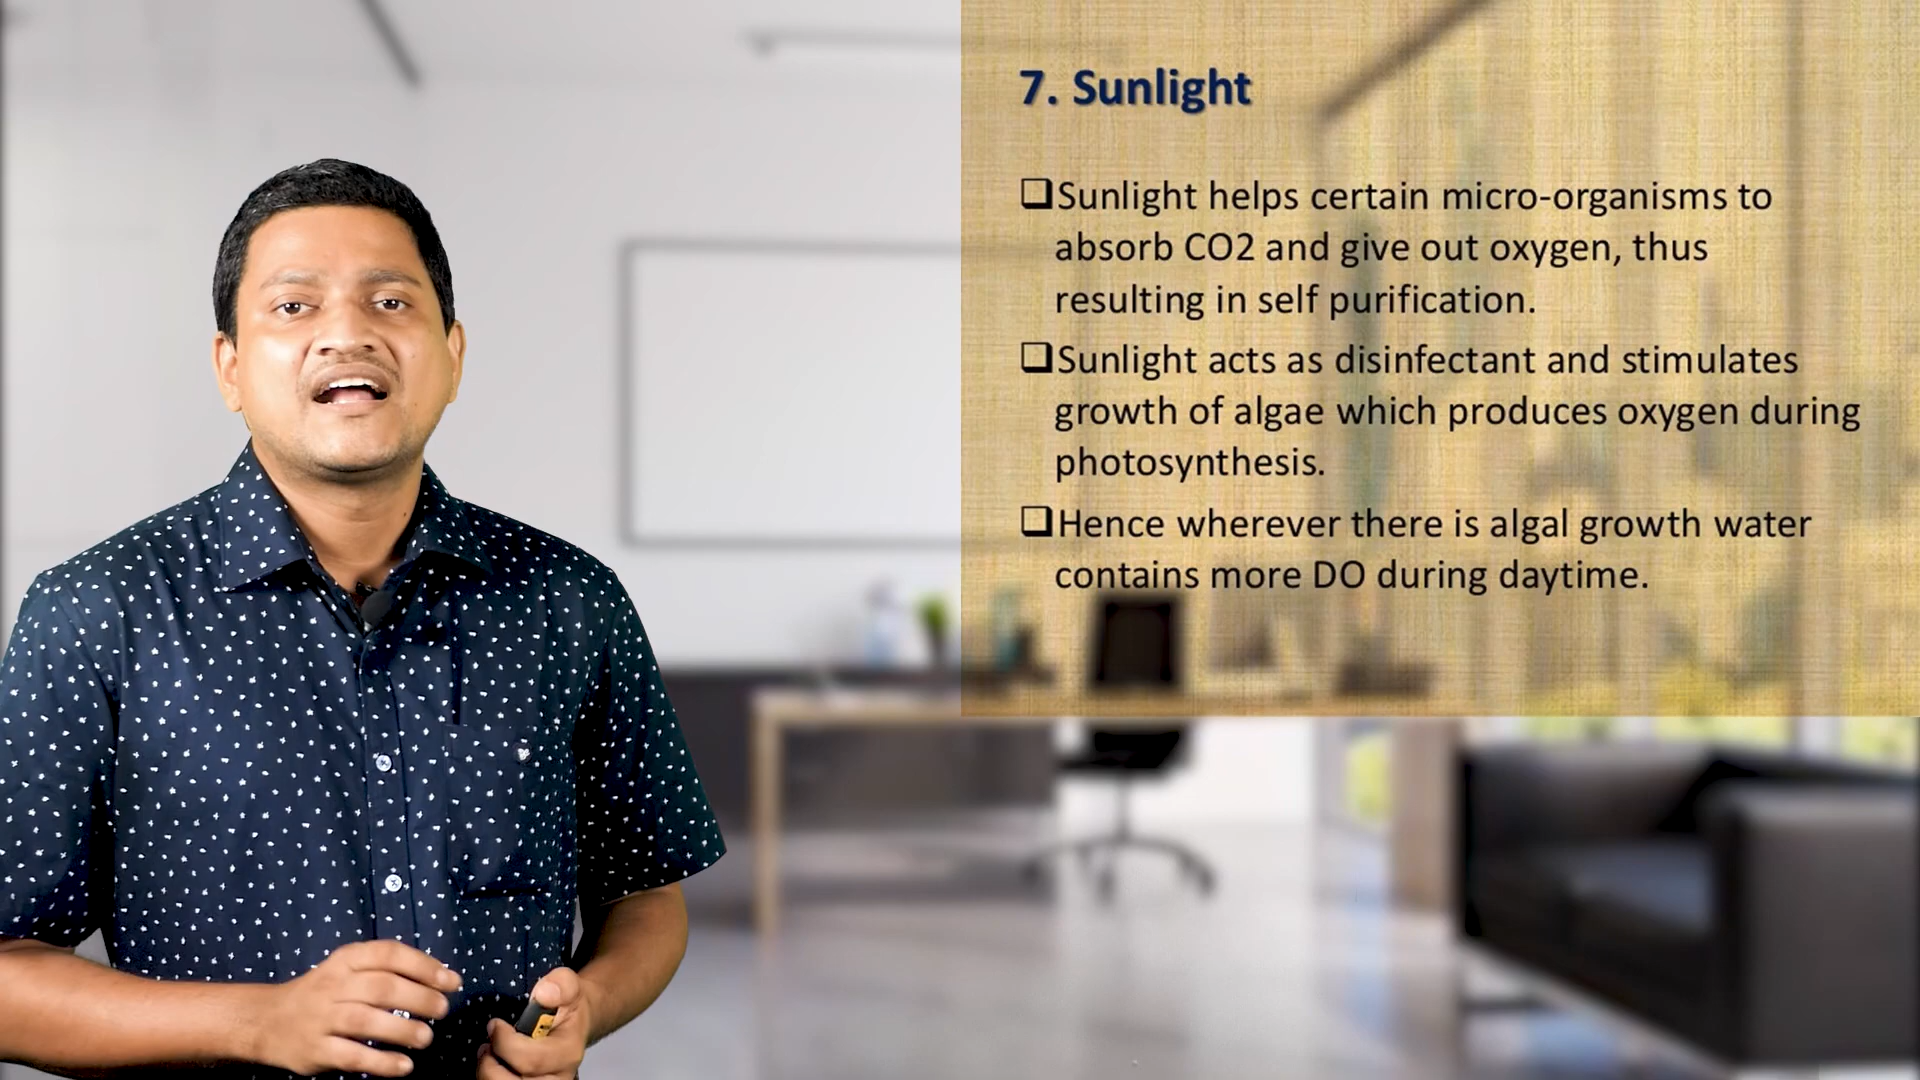 7. Sunlight
❑Sunlight helps certain micro-organisms to
absorb CO2 and give out oxygen, thus
resulting in self purification.
❑Sunlight acts as disinfectant and stimulates
growth of algae which produces oxygen during
photosynthesis.
❑Hence wherever there is algal growth water
contains more DO during daytime.